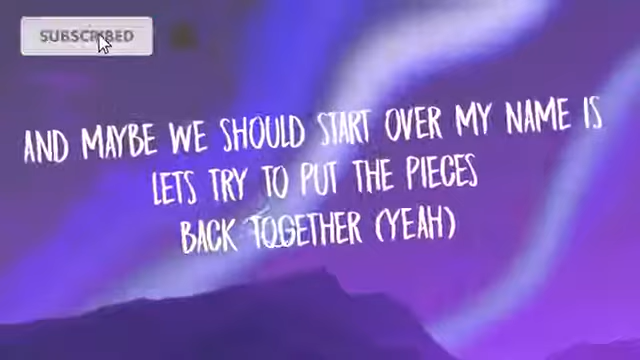 SUBSCRIBED
AND MAYBE WE SHOULD START OVER MY NAME IS
LETS TRY TO PUT THE PIECES
BACK TOGETHER (YEAH)